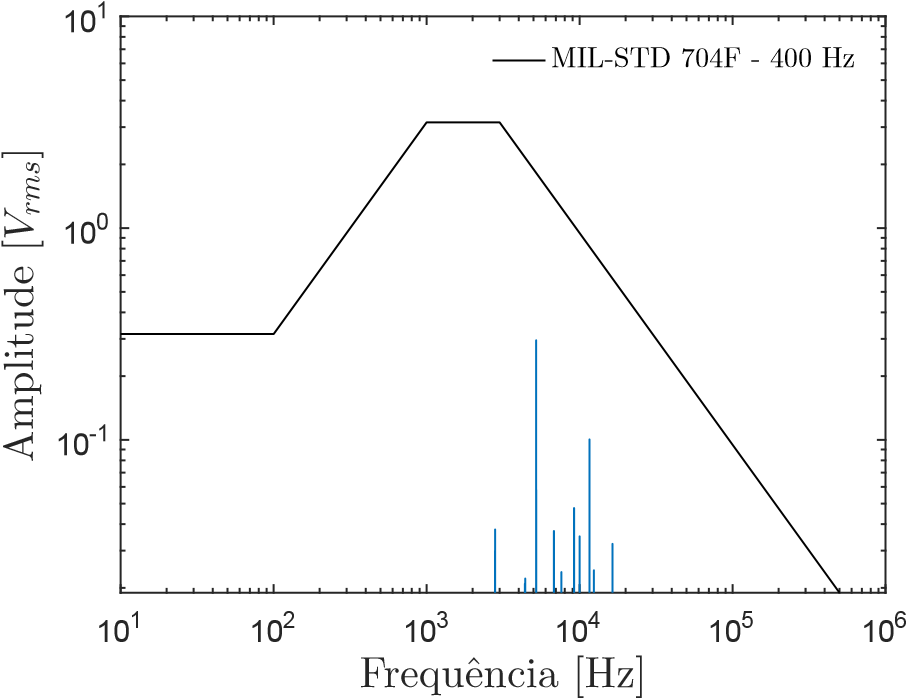 10^1
MIL-STD 704F - 400 Hz
10^0
10^-1
Amplitude [V_rms]
10^1 10^2 10^3 10^4 10^5 10^6
Frequência [Hz]